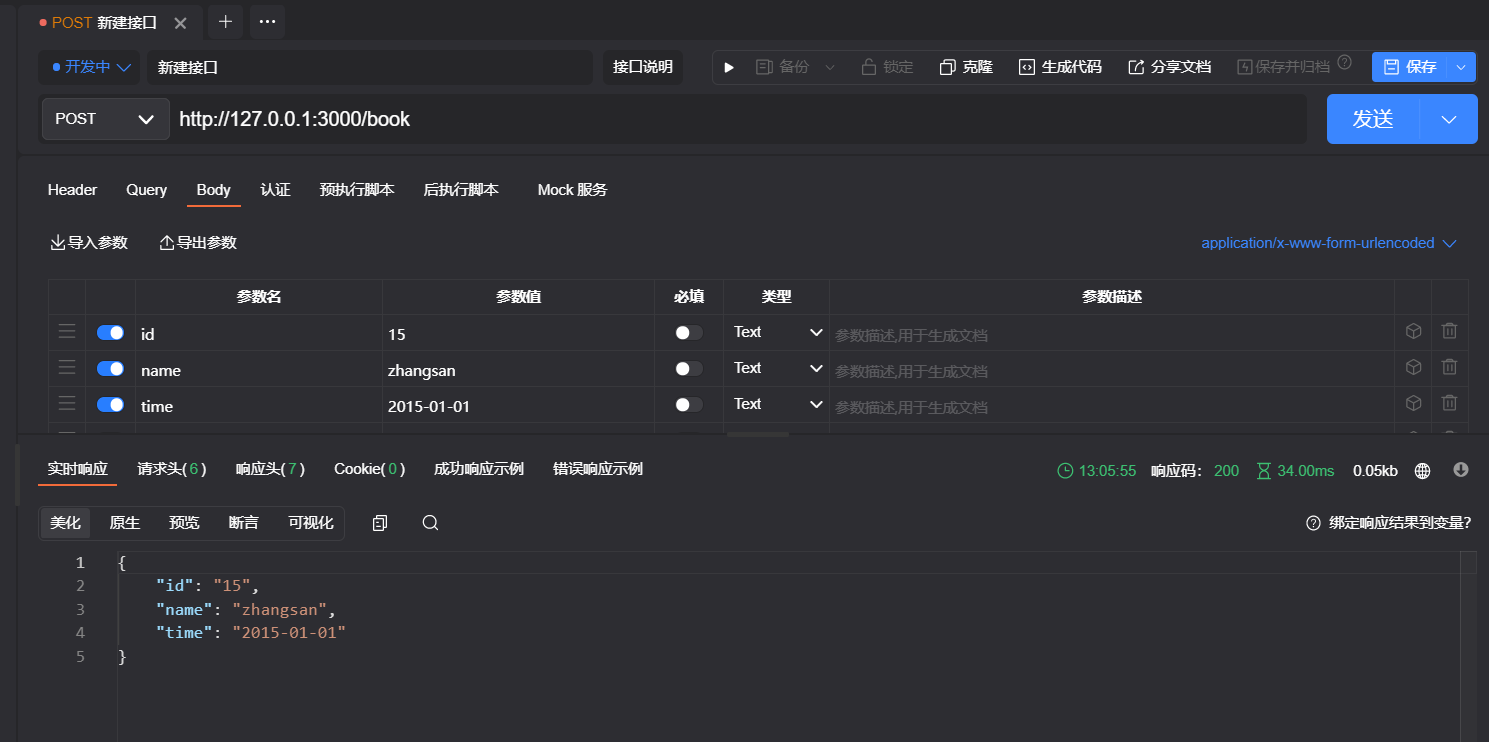 POST 新建接口
开发中 新建接口 接口说明 备份 锁定 克隆 生成代码 分享文档 保存并归档 保存
POST http://127.0.0.1:3000/book 发送
Header Query Body 认证 预执行脚本 后执行脚本 Mock 服务
导入参数 导出参数 application/x-www-form-urlencoded
参数名 参数值 必填 类型 参数描述
id 15 Text 参数描述,用于生成文档
name zhangsan Text 参数描述,用于生成文档
time 2015-01-01 Text 参数描述,用于生成文档
实时响应 请求头(6) 响应头(7) Cookie(0) 成功响应示例 错误响应示例 13:05:55 响应码: 200 34.00ms 0.05kb
美化 原生 预览 断言 可视化 绑定响应结果到变量?
1 {
2 "id": "15",
3 "name": "zhangsan",
4 "time": "2015-01-01"
5 }